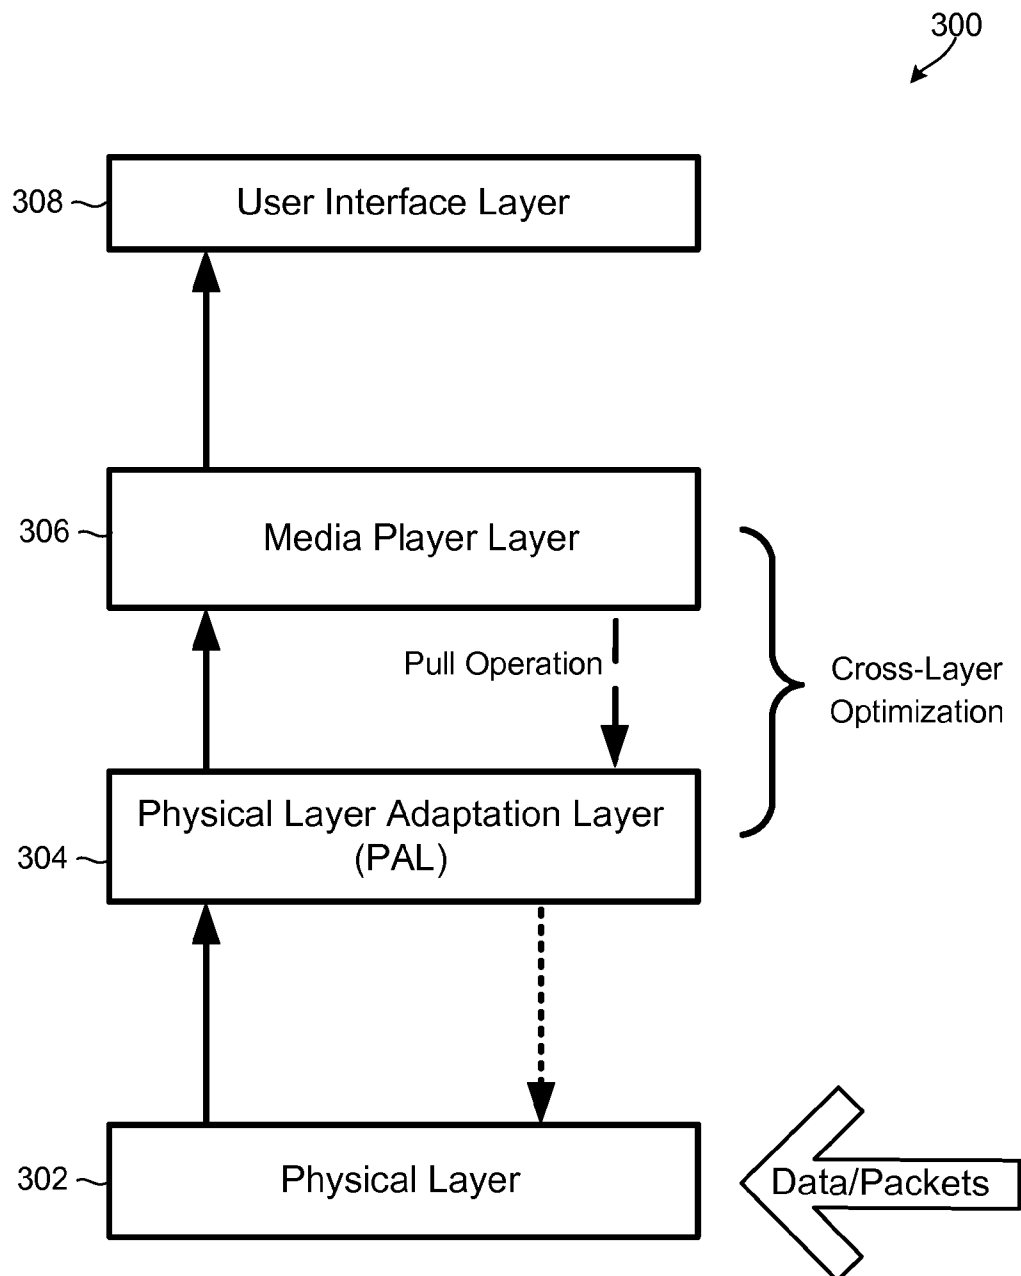 300
308
User Interface Layer
306
Media Player Layer
Pull Operation
Cross-Layer
Optimization
Physical Layer Adaptation Layer
(PAL)
304
302
Physical Layer
Data/Packets